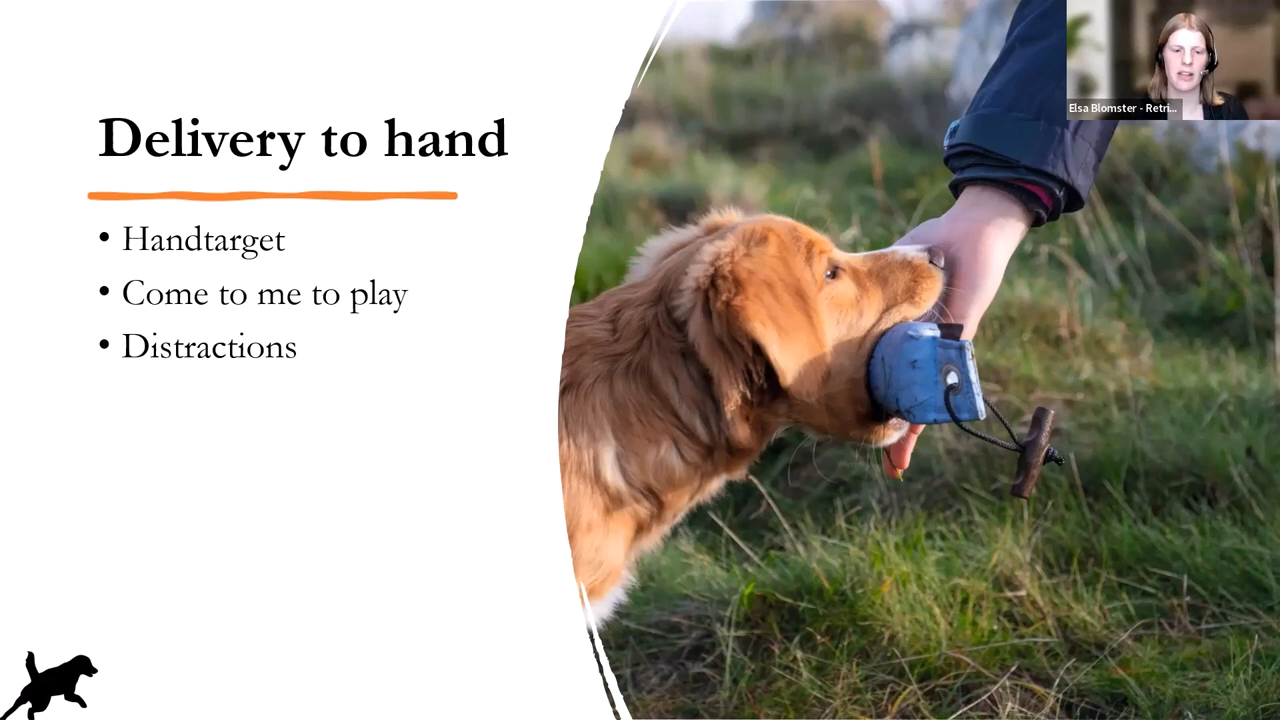 Delivery to hand
• Handtarget
• Come to me to play
• Distractions
Elsa Blomster - Retri...